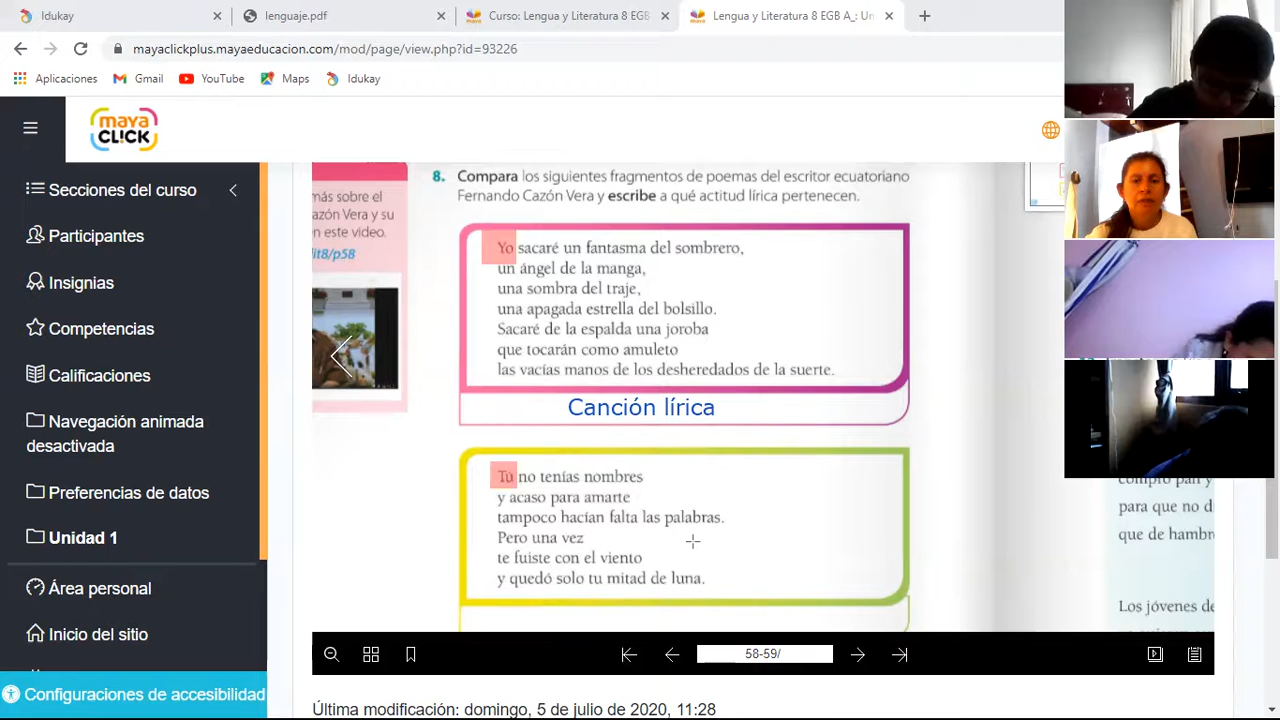 Idukay
lenguaje.pdf
Curso: Lengua y Literatura 8 EGB
Lengua y Literatura 8 EGB A_: Un
mayaclickplus.mayaeducacion.com/mod/page/view.php?id=93226
Aplicaciones
Gmail
YouTube
Maps
Idukay
maya
CL!CK
Secciones del curso
Participantes
Insignias
Competencias
Calificaciones
Navegación animada
desactivada
Preferencias de datos
Unidad 1
Área personal
Inicio del sitio
Configuraciones de accesibilidad
más sobre el
azón Vera y su
n este video.
it8/p58
8. Compara los siguientes fragmentos de poemas del escritor ecuatoriano
Fernando Cazón Vera y escribe a qué actitud lírica pertenecen.
Yo sacaré un fantasma del sombrero,
un ángel de la manga,
una sombra del traje,
una apagada estrella del bolsillo.
Sacaré de la espalda una joroba
que tocarán como amuleto
las vacías manos de los desheredados de la suerte.
Canción lírica
Tú no tenías nombres
y acaso para amarte
tampoco hacían falta las palabras.
Pero una vez
te fuiste con el viento
y quedó solo tu mitad de luna.
compro pan y
para que no di
que de hambre
Los jóvenes de
58-59/
Última modificación: domingo, 5 de julio de 2020, 11:28